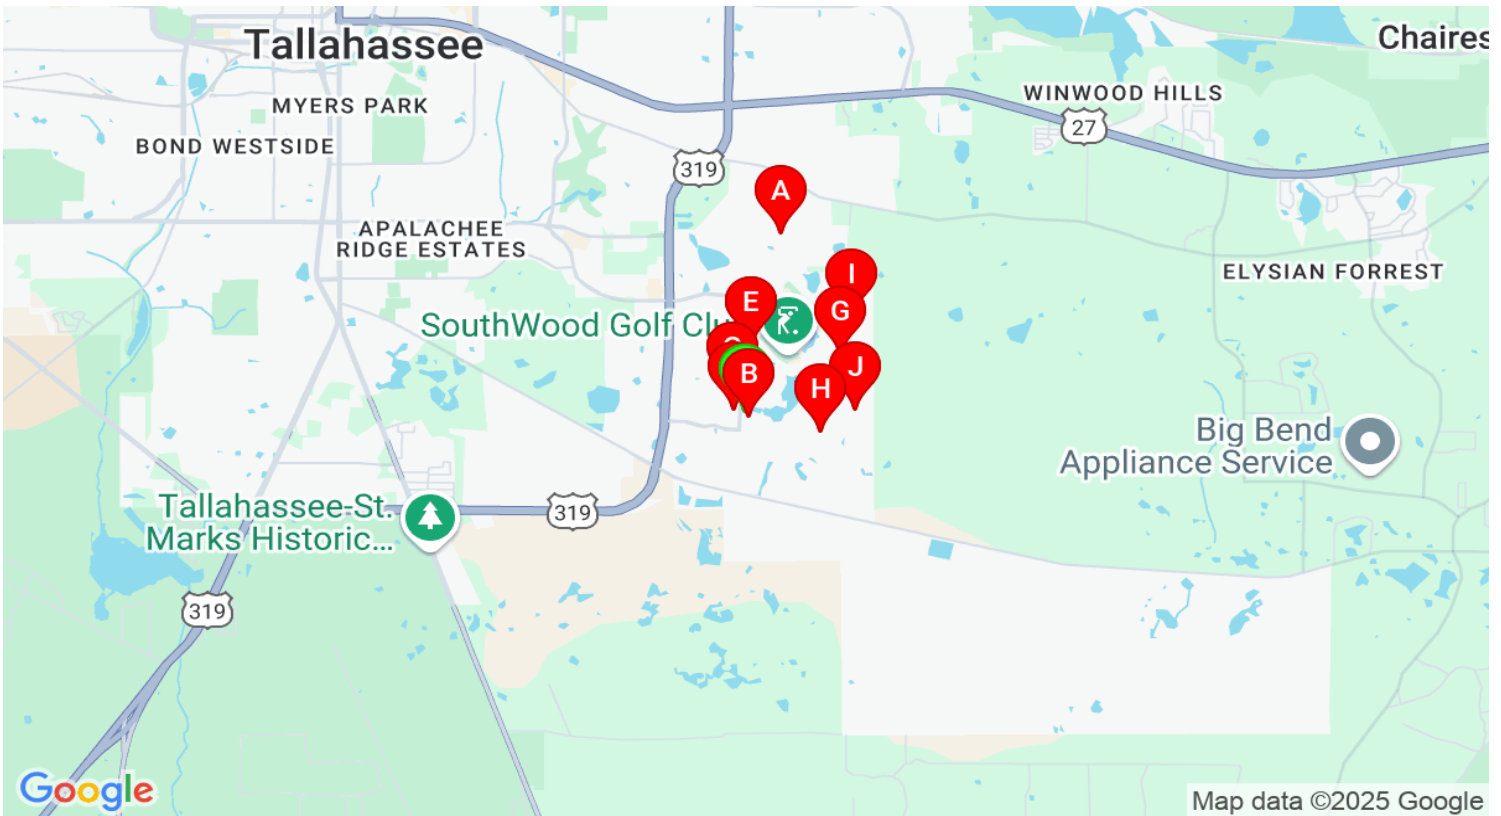 Tallahassee
Chaires
MYERS PARK
WINWOOD HILLS
27
BOND WESTSIDE
319
A
APALACHEE
RIDGE ESTATES
ELYSIAN FORREST
I
E
G
SouthWood Golf Clu
J
B
H
Big Bend
Appliance Service
Tallahassee-St.
Marks Historic...
319
319
Google
Map data ©2025 Google